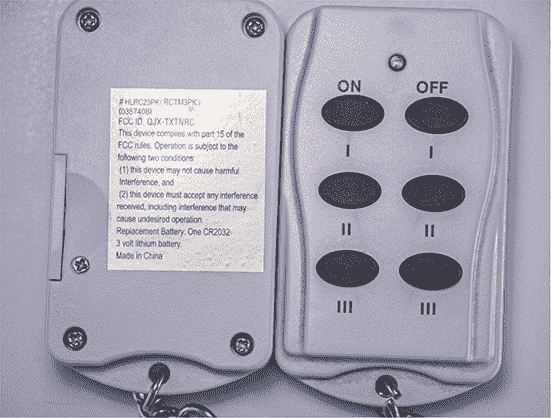 #HLRC23PK (RCTM3PK)
(0357408)
FCC ID, QJX-TXTNRC
This device complies with part 15 of the
FCC rules. Operation is subject to the
following two conditions:
(1) this device may not cause harmful
Interference, and
(2) this device must accept any interference
received, including interference that may
cause undesired operation.
Replacement Battery. One CR2032
3 volt lithium battery.
Made in China
ON OFF
I I
II II
III III